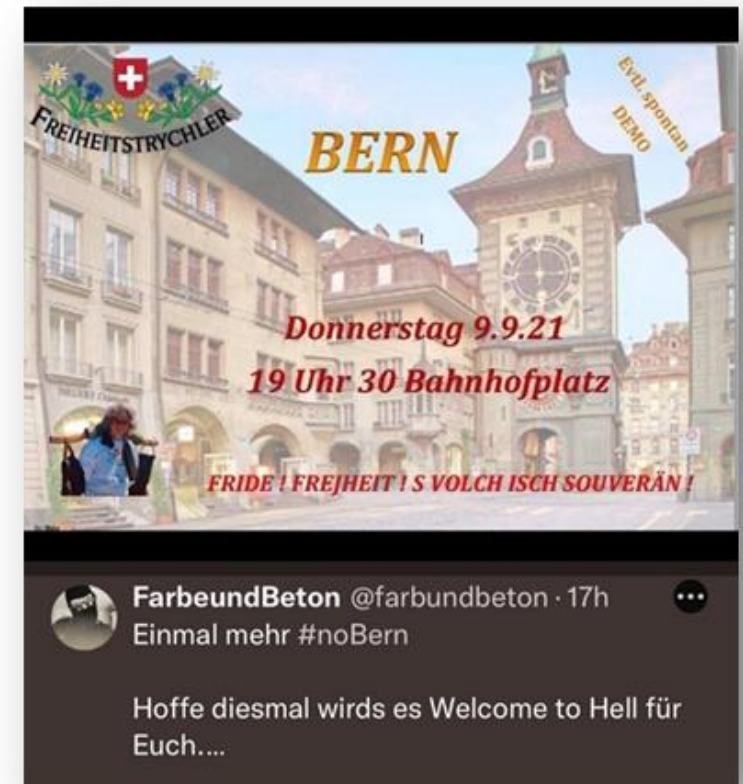 FREIHEITSTRYCHLER
BERN
Evtl. spontan
DEMO
Donnerstag 9.9.21
19 Uhr 30 Bahnhofplatz
FRIDE ! FREJHEIT ! S VOLCH ISCH SOUVERÄN !
FarbeundBeton @farbundbeton · 17h
Einmal mehr #noBern
Hoffe diesmal wirds es Welcome to Hell für
Euch....